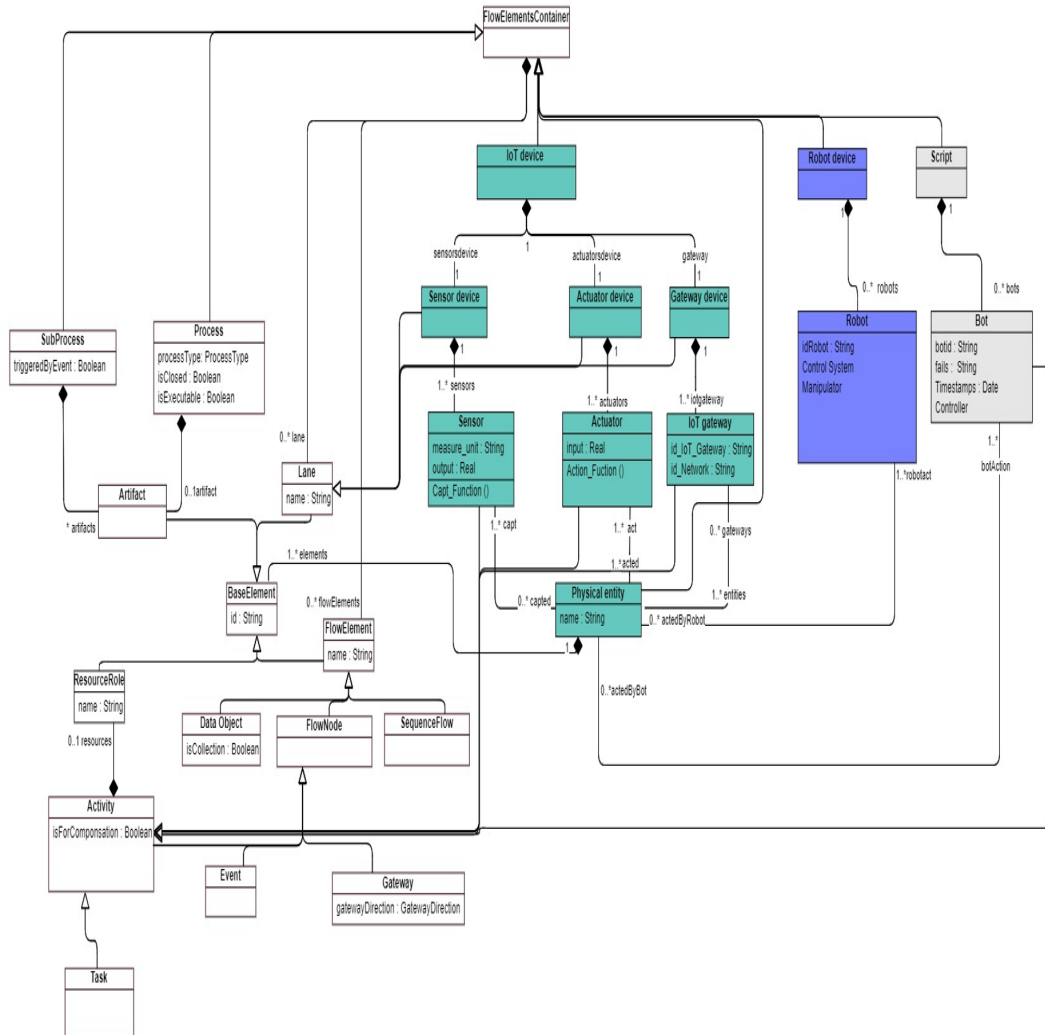 FlowElementsContainer
IoT device
Robot device
Script
1
1
1
sensorsdevice
actuatorsdevice
gateway
1
1
1
Sensor device
Actuator device
Gateway device
0..* robots
0..* bots
SubProcess
triggeredByEvent : Boolean
Process
processType: ProcessType
isClosed : Boolean
isExecutable : Boolean
1
1
1
Robot
idRobot : String
Control System
Manipulator
Bot
botid : String
fails : String
Timestamps : Date
Controller
1..* sensors
1..* actuators
1..* iotgateway
Sensor
measure_unit : String
output : Real
Capt_Function ()
Actuator
input : Real
Action_Fuction ()
IoT gateway
id_IoT_Gateway : String
id_Network : String
0..* lane
1..*
botAction
Lane
name : String
1..*robotact
Artifact
0..1artifact
* artifacts
1..* capt
1..* act
0..* gateways
1..* elements
1..* acted
BaseElement
id : String
0..* flowElements
Physical entity
name : String
0..* capted
1..* entities
0..* actedByRobot
FlowElement
name : String
1..
ResourceRole
name : String
0..*actedByBot
Data Object
isCollection : Boolean
FlowNode
SequenceFlow
0..1 resources
Activity
isForComponsation : Boolean
Event
Gateway
gatewayDirection : GatewayDirection
Task